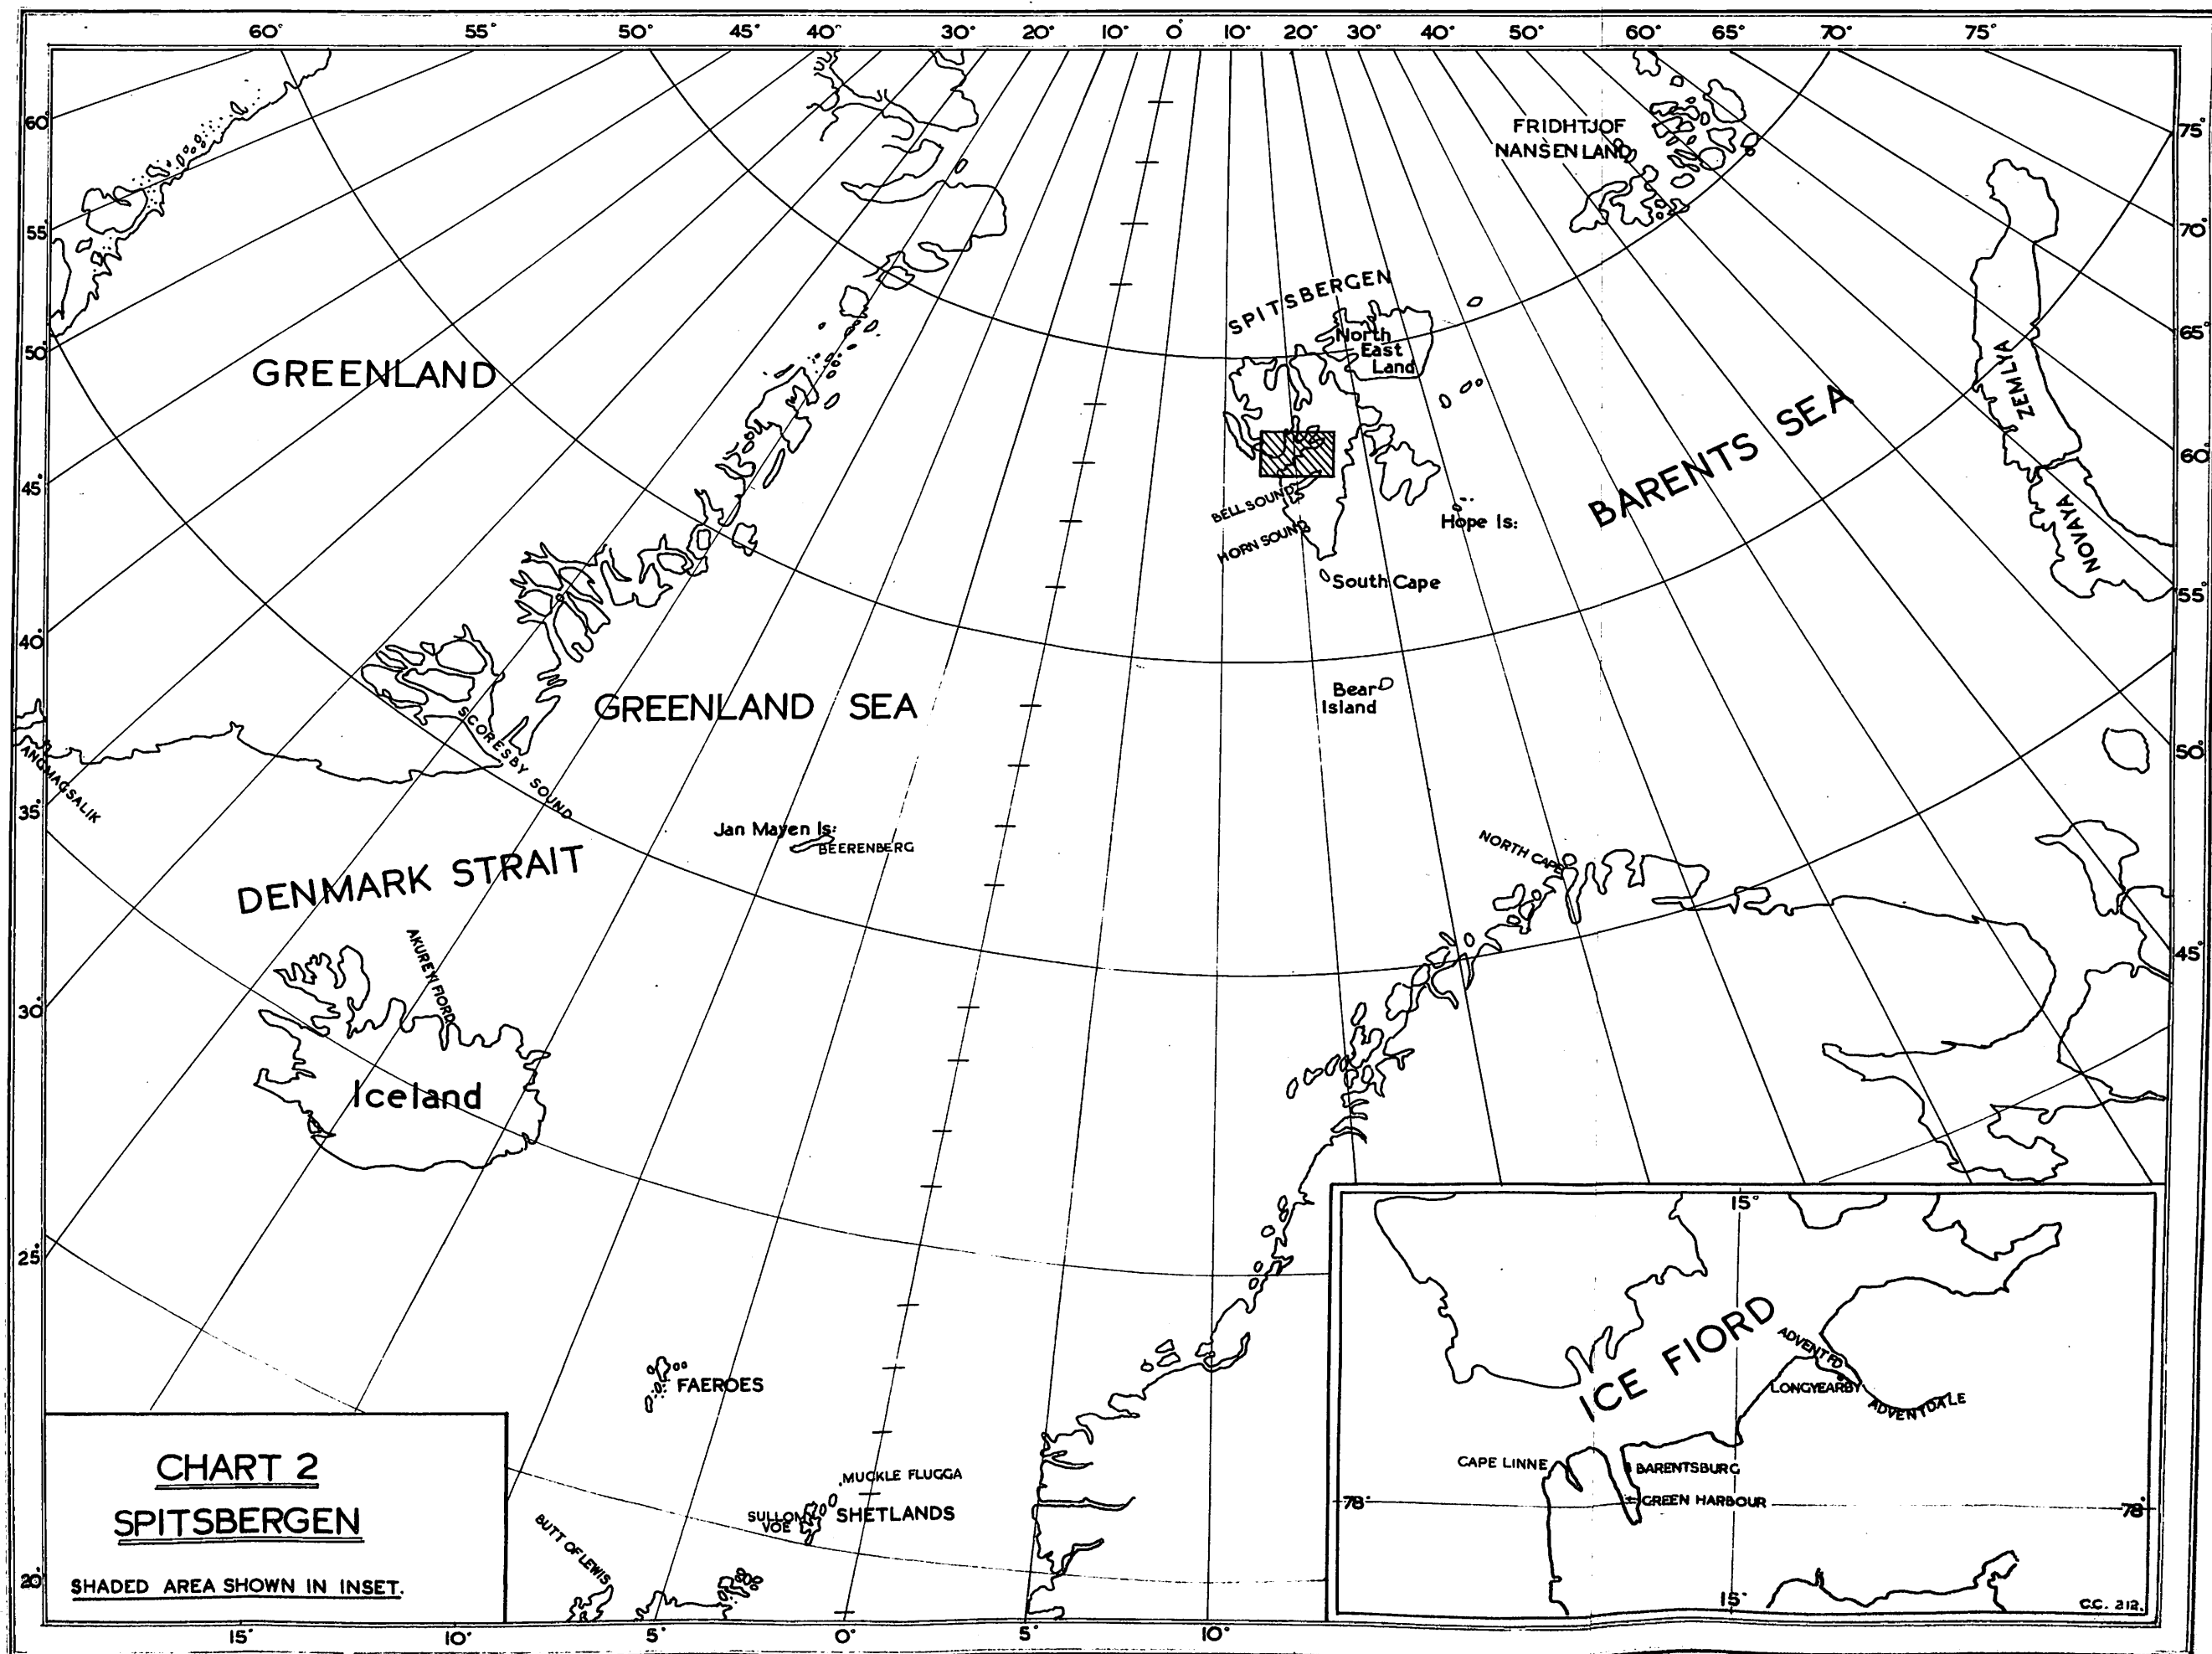 60° 55° 50° 45° 40° 30° 20° 10° 0° 10° 20° 30° 40° 50° 60° 65° 70° 75°
60°
55°
50°
45°
40°
35°
30°
25°
20°
75°
70°
65°
60°
55°
50°
45°
FRIDHTJOF
NANSEN LAND
SPITSBERGEN
North
East
Land
GREENLAND
ZEMLYA
NOVAYA
BARENTS SEA
BELL SOUND
HORN SOUND
Hope Is:
South Cape
GREENLAND SEA
Bear
Island
SCORESBY SOUND
ANGMAGSALIK
Jan Mayen Is:
BEERENBERG
NORTH CAPE
DENMARK STRAIT
AKUREYI FIORD
Iceland
FAEROES
MUCKLE FLUGGA
SULLOM
VOE
SHETLANDS
BUTT OF LEWIS
CHART 2
SPITSBERGEN
SHADED AREA SHOWN IN INSET.
15°
ICE FIORD
ADVENT FD
LONGYEARBY
ADVENTDALE
CAPE LINNE
BARENTSBURG
GREEN HARBOUR
78° 78°
15°
C.C. 212.
15° 10° 5° 0° 5° 10°